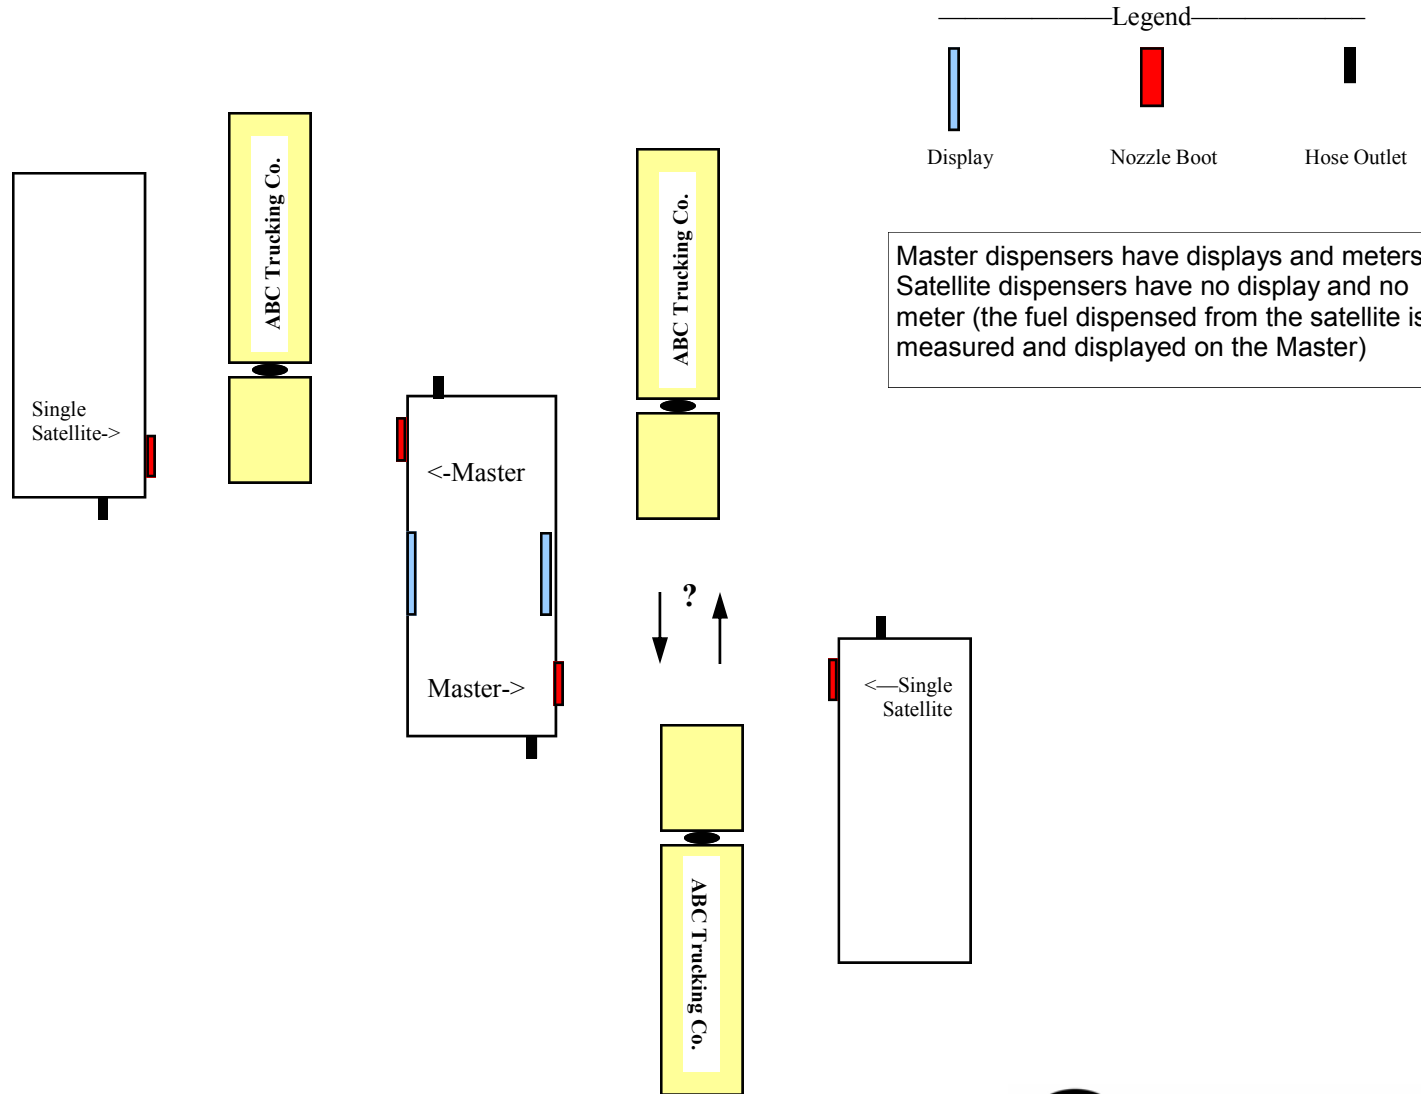 Legend
Display
Nozzle Boot
Hose Outlet
Master dispensers have displays and meters
Satellite dispensers have no display and no
meter (the fuel dispensed from the satellite is
measured and displayed on the Master)
ABC Trucking Co.
ABC Trucking Co.
Single
Satellite->
<-Master
?
Master->
<—Single
Satellite
ABC Trucking Co.